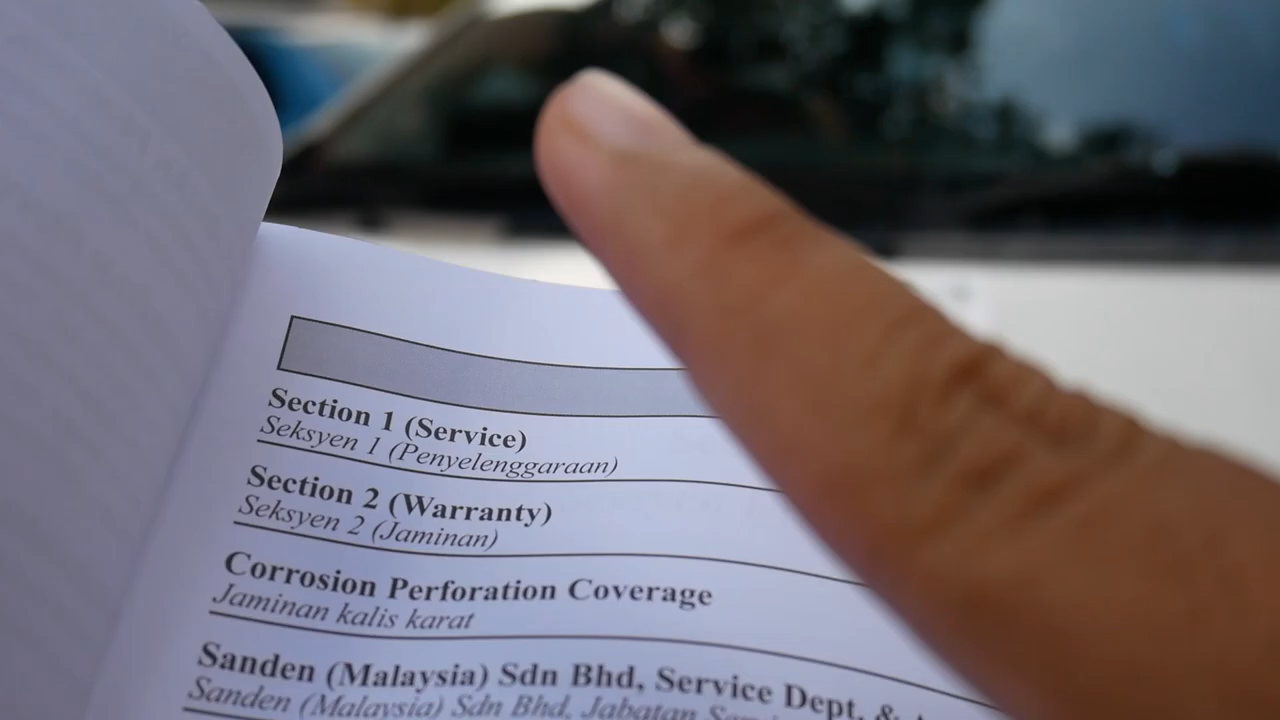 Section 1 (Service)
Seksyen 1 (Penyelenggaraan)
Section 2 (Warranty)
Seksyen 2 (Jaminan)
Corrosion Perforation Coverage
Jaminan kalis karat
Sanden (Malaysia) Sdn Bhd, Service Dept, &
Sanden (Malaysia) Sdn Bhd, Jabatan